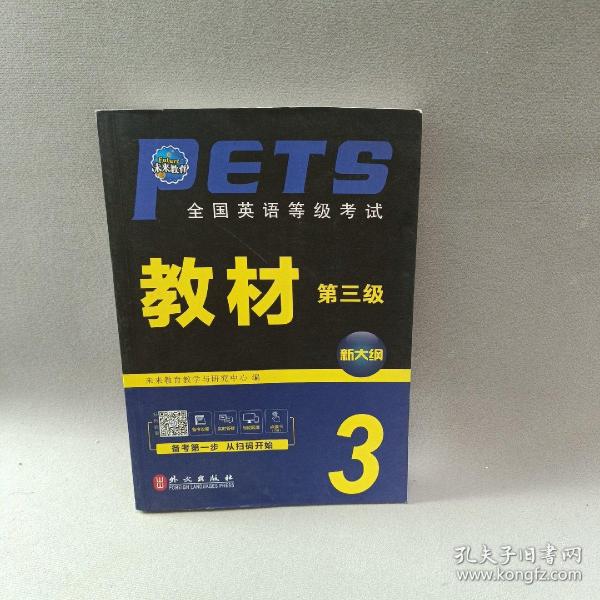 PETS
Enfuri
未来教育
全国英语等级考试
教材 第三级
新大纲
未来教育教学与研究中心 编
备考第一步 从扫码开始
3
外文出版社
FOREIGN LANGUAGES PRESS
孔夫子旧书网
www.kongfz.com